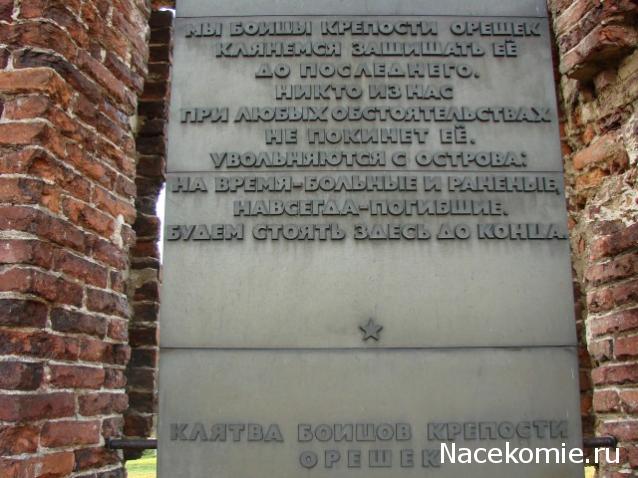 МЫ БОЙЦЫ КРЕПОСТИ ОРЕШЕК
КЛЯНЕМСЯ ЗАЩИЩАТЬ ЕЁ
ДО ПОСЛЕДНЕГО.
НИКТО ИЗ НАС
ПРИ ЛЮБЫХ ОБСТОЯТЕЛЬСТВАХ
НЕ ПОКИНЕТ ЕЁ.
УВОЛЬНЯЮТСЯ С ОСТРОВА:
НА ВРЕМЯ-БОЛЬНЫЕ И РАНЕНЫЕ,
НАВСЕГДА-ПОГИБШИЕ.
БУДЕМ СТОЯТЬ ЗДЕСЬ ДО КОНЦА.
КЛЯТВА БОЙЦОВ КРЕПОСТИ
ОРЕШЕК
Nacekomie.ru